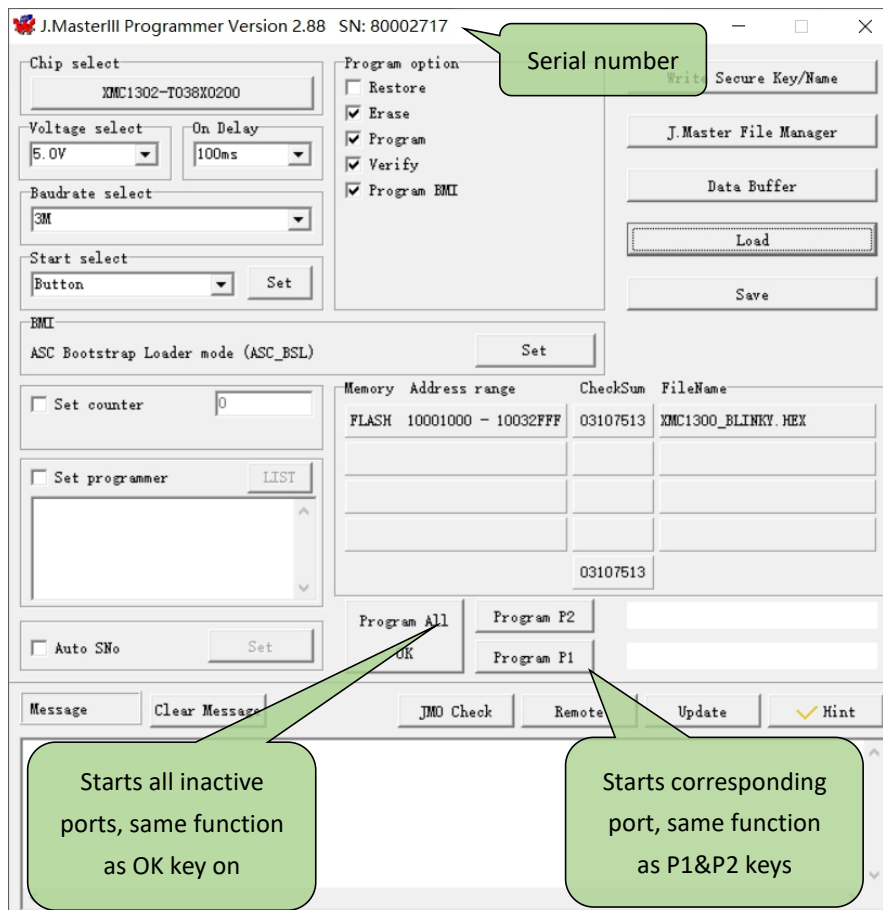 J.MasterIII Programmer Version 2.88 SN: 80002717
Serial number
Chip select
XMC1302-T038X0200
Voltage select
On Delay
5.0V
100ms
Baudrate select
3M
Start select
Button
Set
Program option
Restore
Erase
Program
Verify
Program BMI
Write Secure Key/Name
J.Master File Manager
Data Buffer
Load
Save
BMI
ASC Bootstrap Loader mode (ASC_BSL)
Set
Set counter
0
Set programmer
LIST
Memory Address range CheckSum FileName
FLASH 10001000 - 10032FFF 03107513 XMC1300_BLINKY.HEX
03107513
Auto SNo
Set
Program All
OK
Program P2
Program P1
Message
Clear Message
JMO Check
Remote
Update
Hint
Starts all inactive
ports, same function
as OK key on
Starts corresponding
port, same function
as P1&P2 keys